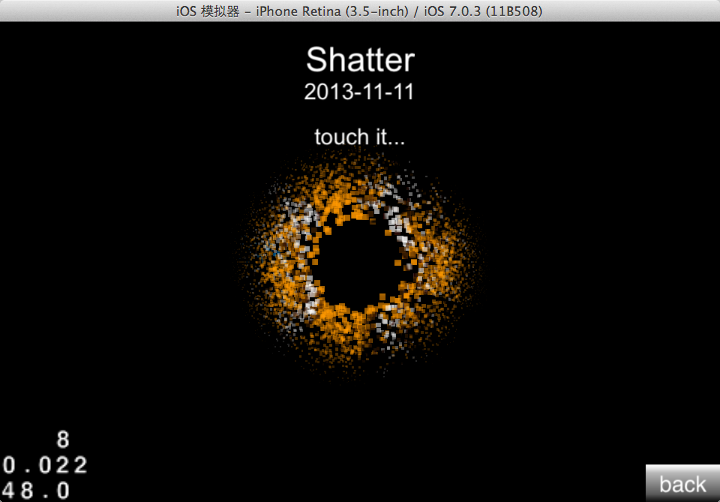 iOS 模拟器 - iPhone Retina (3.5-inch) / iOS 7.0.3 (11B508)
Shatter
2013-11-11
touch it...
8
0.022
48.0
back